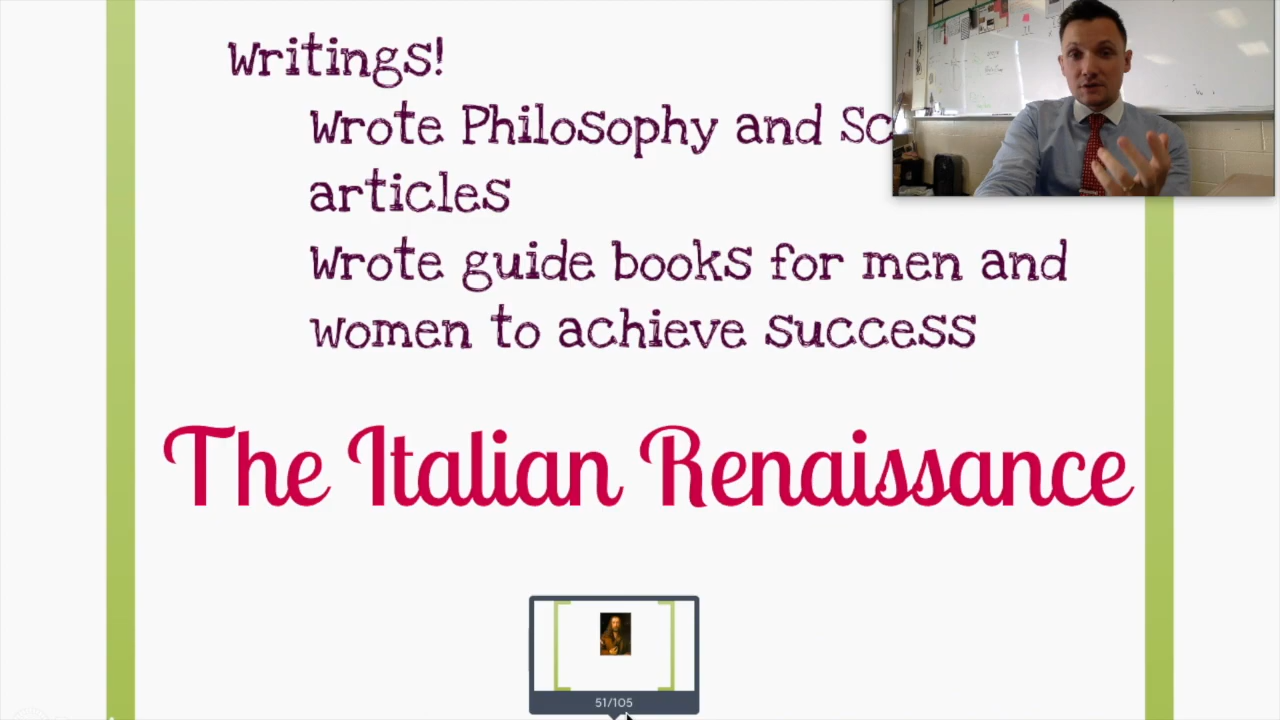 Writings!
Wrote Philosophy and
articles
Wrote guide books for men and
women to achieve success
The Italian Renaissance
51/105